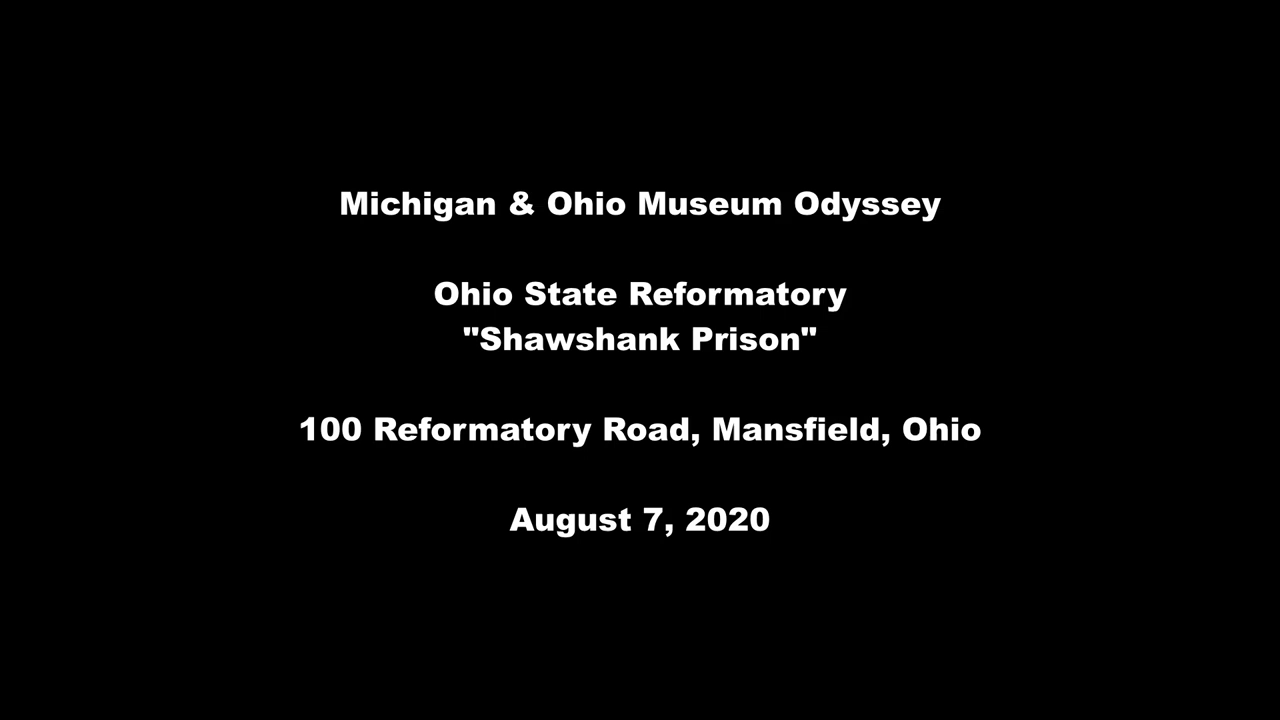 Michigan & Ohio Museum Odyssey
Ohio State Reformatory
"Shawshank Prison"
100 Reformatory Road, Mansfield, Ohio
August 7, 2020